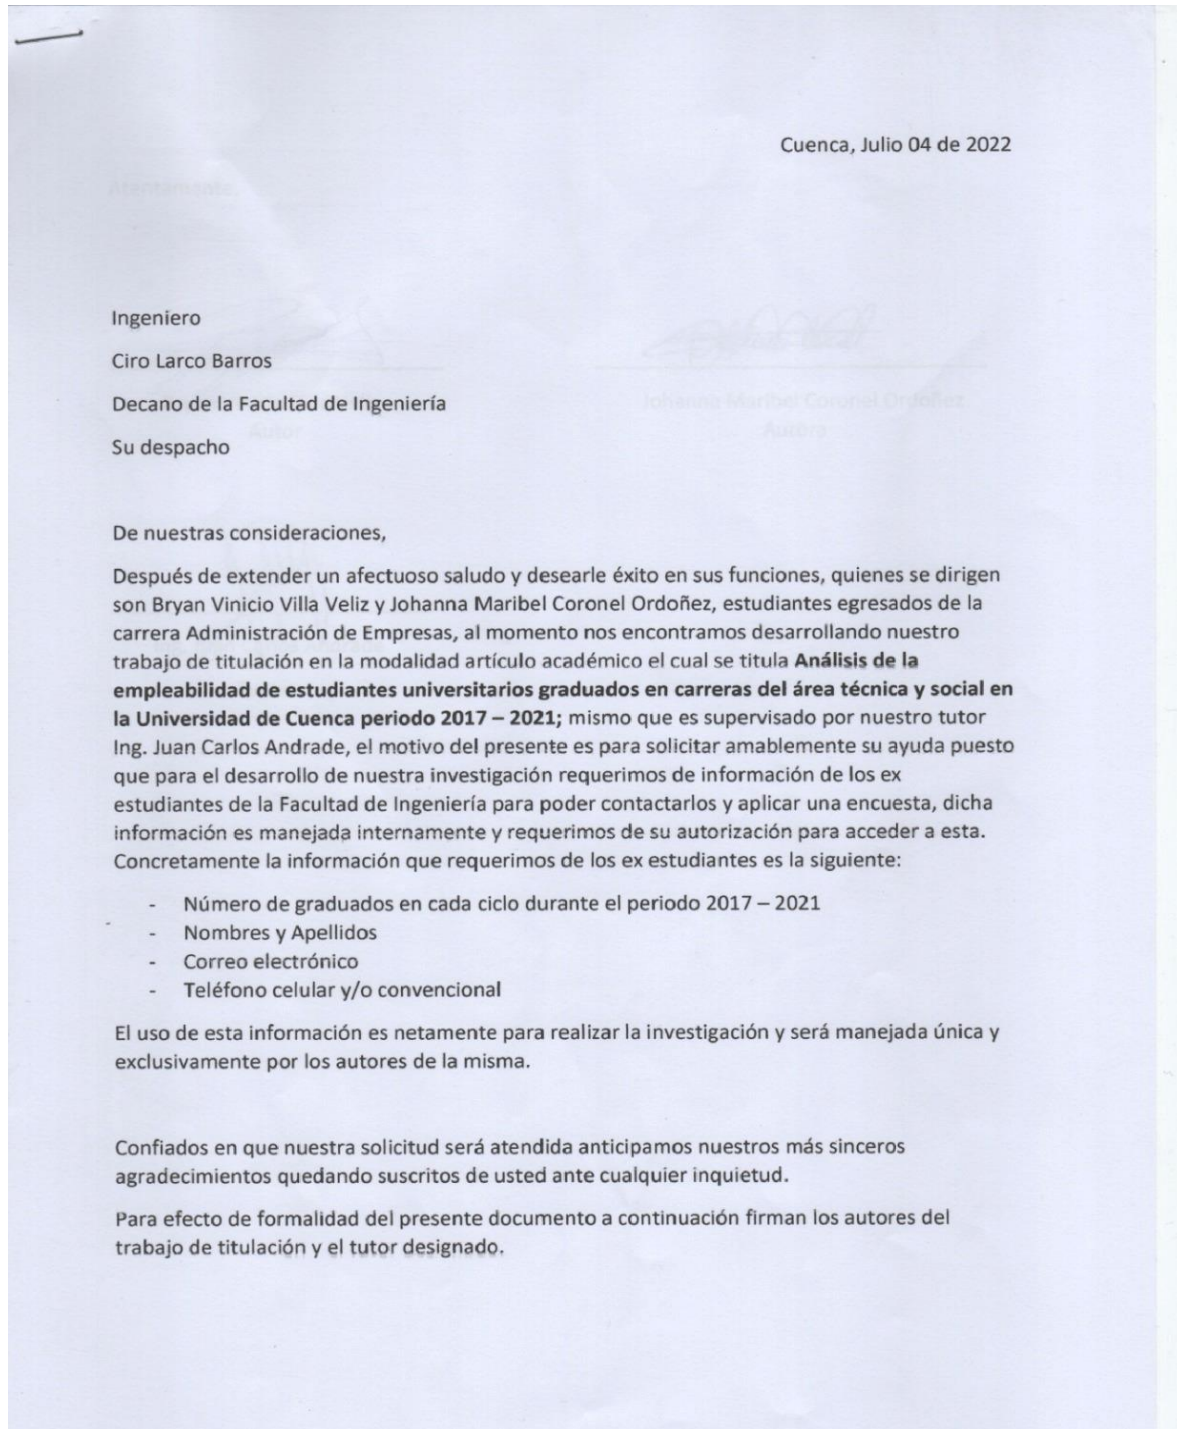 Cuenca, Julio 04 de 2022
Atentamente,
Ingeniero
Ciro Larco Barros
Decano de la Facultad de Ingeniería
Johanna Maribel Coronel Ordoñez
Autor
Autora
Su despacho
De nuestras consideraciones,
Después de extender un afectuoso saludo y desearle éxito en sus funciones, quienes se dirigen
son Bryan Vinicio Villa Veliz y Johanna Maribel Coronel Ordoñez, estudiantes egresados de la
carrera Administración de Empresas, al momento nos encontramos desarrollando nuestro
trabajo de titulación en la modalidad artículo académico el cual se titula Análisis de la
empleabilidad de estudiantes universitarios graduados en carreras del área técnica y social en
la Universidad de Cuenca periodo 2017 – 2021; mismo que es supervisado por nuestro tutor
Ing. Juan Carlos Andrade, el motivo del presente es para solicitar amablemente su ayuda puesto
que para el desarrollo de nuestra investigación requerimos de información de los ex
estudiantes de la Facultad de Ingeniería para poder contactarlos y aplicar una encuesta, dicha
información es manejada internamente y requerimos de su autorización para acceder a esta.
Concretamente la información que requerimos de los ex estudiantes es la siguiente:
- Número de graduados en cada ciclo durante el periodo 2017 – 2021
- Nombres y Apellidos
- Correo electrónico
- Teléfono celular y/o convencional
El uso de esta información es netamente para realizar la investigación y será manejada única y
exclusivamente por los autores de la misma.
Confiados en que nuestra solicitud será atendida anticipamos nuestros más sinceros
agradecimientos quedando suscritos de usted ante cualquier inquietud.
Para efecto de formalidad del presente documento a continuación firman los autores del
trabajo de titulación y el tutor designado.